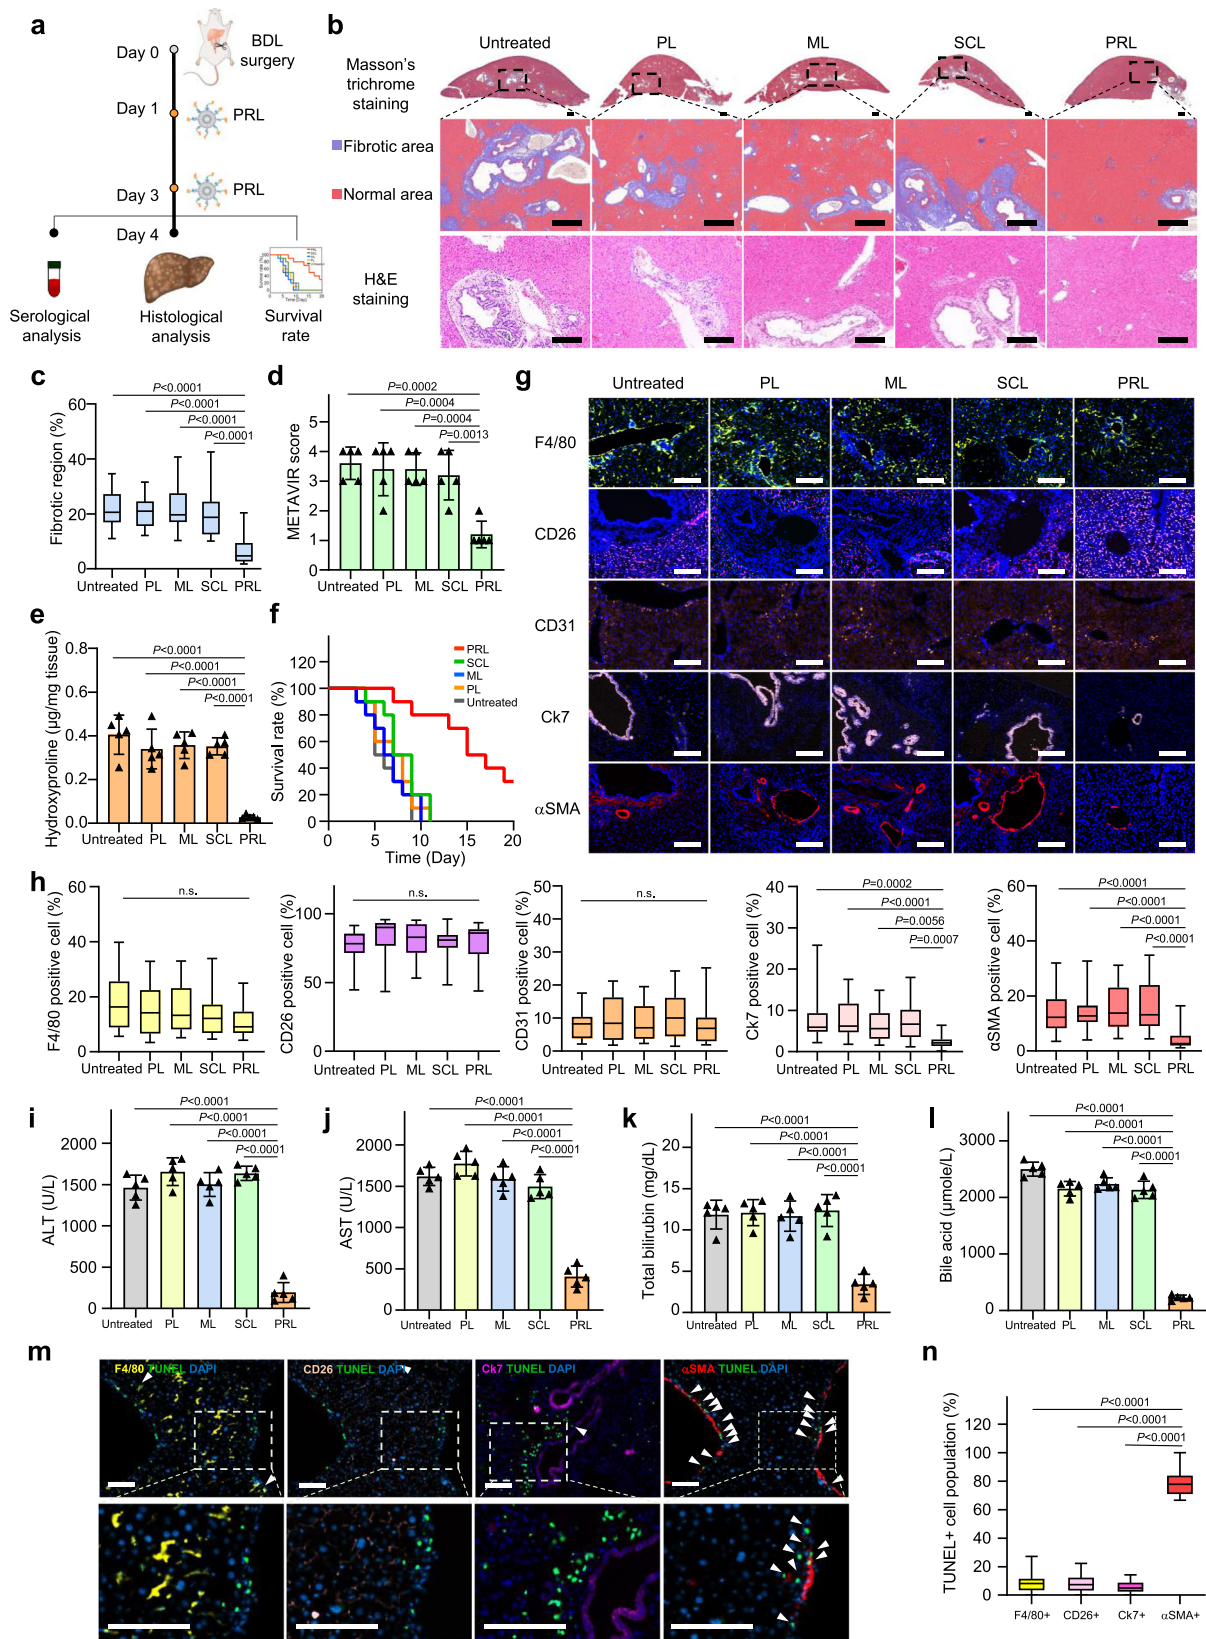 a
Day 0
BDL
surgery
Day 1
PRL
Day 3
PRL
Day 4
Serological
analysis
Histological
analysis
Survival
rate
b
Untreated PL ML SCL PRL
Masson's
trichrome
staining
Fibrotic area
Normal area
H&E
staining
c
Fibrotic region (%)
P<0.0001
P<0.0001
P<0.0001
P<0.0001
60
40
20
0
Untreated PL ML SCL PRL
d
METAVIR score
P=0.0002
P=0.0004
P=0.0004
P=0.0013
5
4
3
2
1
0
Untreated PL ML SCL PRL
e
Hydroxyproline (µg/mg tissue)
P<0.0001
P<0.0001
P<0.0001
P<0.0001
0.8
0.6
0.4
0.2
0.0
Untreated PL ML SCL PRL
f
Survival rate (%)
120
100
80
60
40
20
0
PRL
SCL
ML
PL
Untreated
0 5 10 15 20
Time (Day)
g
Untreated PL ML SCL PRL
F4/80
CD26
CD31
Ck7
αSMA
h
F4/80 positive cell (%)
n.s.
60
40
20
0
Untreated PL ML SCL PRL
CD26 positive cell (%)
n.s.
100
50
0
Untreated PL ML SCL PRL
CD31 positive cell (%)
n.s.
50
40
30
20
10
0
Untreated PL ML SCL PRL
Ck7 positive cell (%)
P=0.0002
P<0.0001
P=0.0056
P=0.0007
40
30
20
10
0
Untreated PL ML SCL PRL
αSMA positive cell (%)
P<0.0001
P<0.0001
P<0.0001
P<0.0001
60
40
20
0
Untreated PL ML SCL PRL
i
ALT (U/L)
P<0.0001
P<0.0001
P<0.0001
P<0.0001
2000
1500
1000
500
0
Untreated PL ML SCL PRL
j
AST (U/L)
P<0.0001
P<0.0001
P<0.0001
P<0.0001
2000
1500
1000
500
0
Untreated PL ML SCL PRL
k
Total bilirubin (mg/dL)
P<0.0001
P<0.0001
P<0.0001
P<0.0001
20
15
10
5
0
Untreated PL ML SCL PRL
l
Bile acid (µmole/L)
P<0.0001
P<0.0001
P<0.0001
P<0.0001
3000
2000
1000
0
Untreated PL ML SCL PRL
m
F4/80 TUNEL DAPI
CD26 TUNEL DAPI
Ck7 TUNEL DAPI
αSMA TUNEL DAPI
n
TUNEL+ cell population (%)
P<0.0001
P<0.0001
P<0.0001
120
100
80
60
40
20
0
F4/80+ CD26+ Ck7+ αSMA+